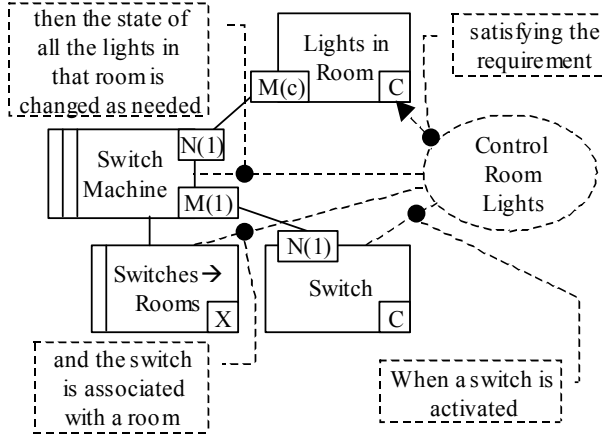 then the state of
all the lights in
that room is
changed as needed
Lights in
Room
M(c)
C
satisfying the
requirement
N(1)
Switch
Machine
M(1)
Control
Room
Lights
Switches→
Rooms
X
N(1)
Switch
C
and the switch
is associated
with a room
When a switch is
activated